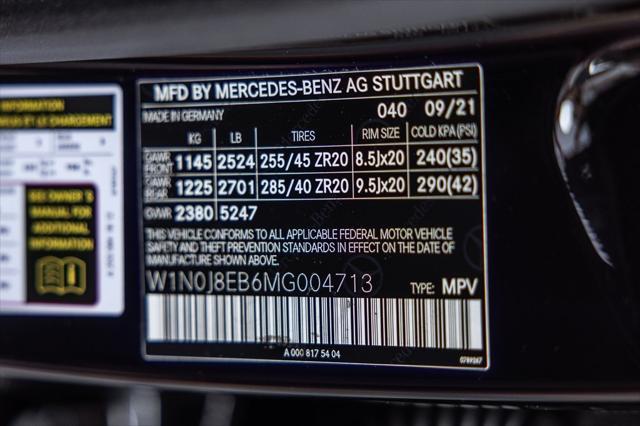 MFD BY MERCEDES-BENZ AG STUTTGART
MADE IN GERMANY 040 09/21
KG LB TIRES RIM SIZE COLD KPA(PSI)
GAWR FRONT 1145 2524 255/45 ZR20 8.5Jx20 240(35)
GAWR REAR 1225 2701 285/40 ZR20 9.5Jx20 290(42)
GVWR 2380 5247
THIS VEHICLE CONFORMS TO ALL APPLICABLE FEDERAL MOTOR VEHICLE
SAFETY AND THEFT PREVENTION STANDARDS IN EFFECT ON THE DATE OF
MANUFACTURE SHOWN ABOVE.
W1N0J8EB6MG004713 TYPE: MPV
A 000 817 54 04
INFORMATION
SEE OWNER'S
MANUAL FOR
ADDITIONAL
INFORMATION